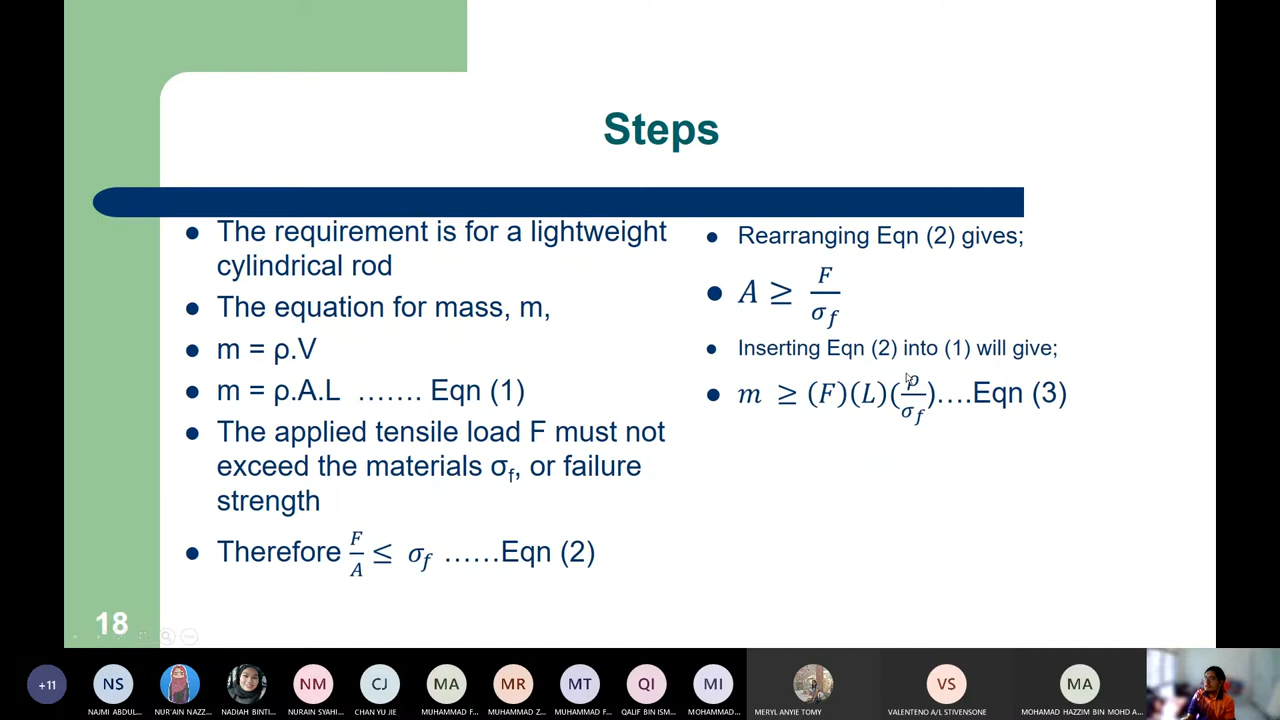 Steps
The requirement is for a lightweight
cylindrical rod
The equation for mass, m,
m = ρ.V
m = ρ.A.L ……. Eqn (1)
The applied tensile load F must not
exceed the materials σf, or failure
strength
Therefore F/A ≤ σf ……Eqn (2)
Rearranging Eqn (2) gives;
A ≥ F/σf
Inserting Eqn (2) into (1) will give;
m ≥ (F)(L)(ρ/σf)….Eqn (3)
18
+11
NS
NM
CJ
MA
MR
MT
QI
MI
VS
MA
NAJMI ABDUL...
NUR'AIN NAZZ...
NADIAH BINTI...
NURAIN SYAHI...
CHAN YU JIE
MUHAMMAD F...
MUHAMMAD Z...
MUHAMMAD F...
QALIF BIN ISM...
MOHAMMAD...
MERYL ANYIE TOMY
VALENTENO A/L STIVENSONE
MOHAMAD HAZZIM BIN MOHD A...